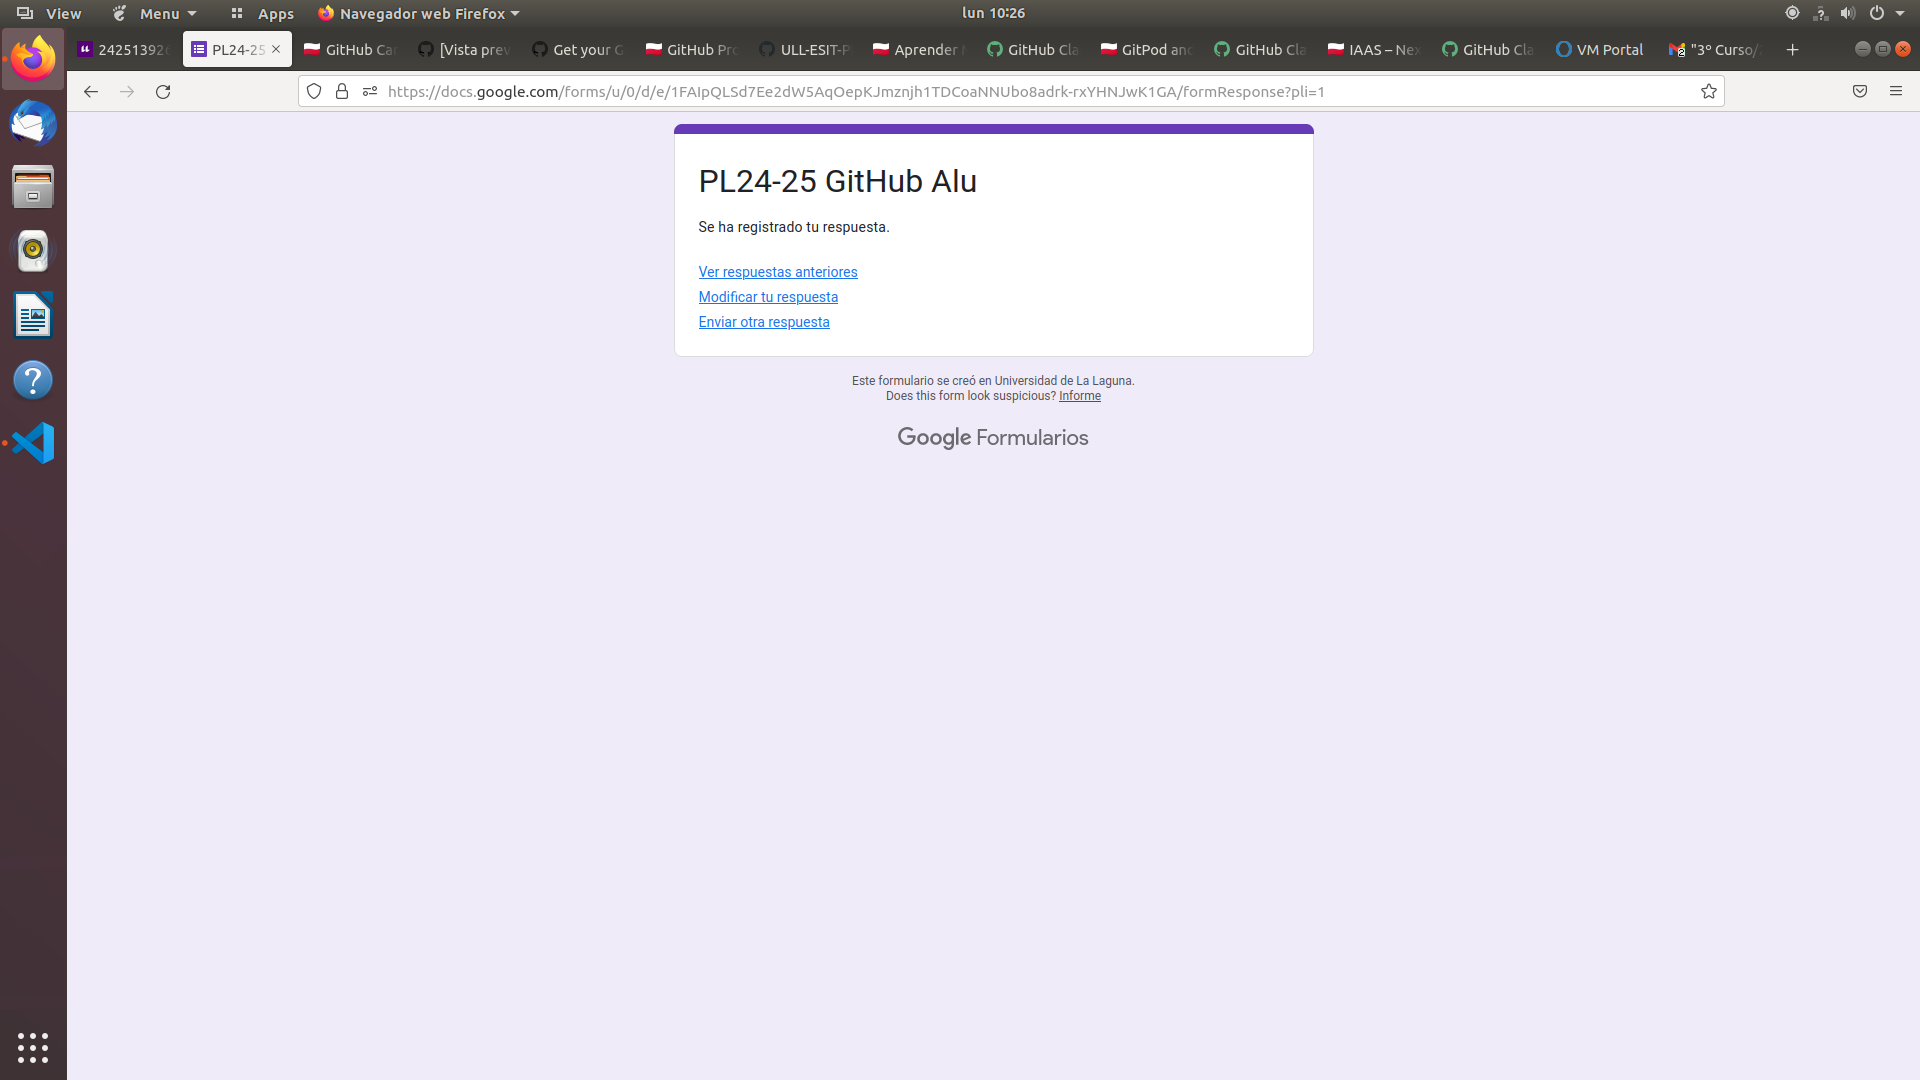 View Menu Apps Navegador web Firefox lun 10:26
242513926 PL24-25 GitHub Ca [Vista prev Get your G GitHub Pro ULL-ESIT-P Aprender GitHub Cla GitPod and GitHub Cla IAAS – Nex GitHub Cla VM Portal "3º Curso/
https://docs.google.com/forms/u/0/d/e/1FAIpQLSd7Ee2dW5AqOepKJmznjh1TDCoaNNUbo8adrk-rxYHNJwK1GA/formResponse?pli=1
PL24-25 GitHub Alu
Se ha registrado tu respuesta.
Ver respuestas anteriores
Modificar tu respuesta
Enviar otra respuesta
Este formulario se creó en Universidad de La Laguna.
Does this form look suspicious? Informe
Google Formularios